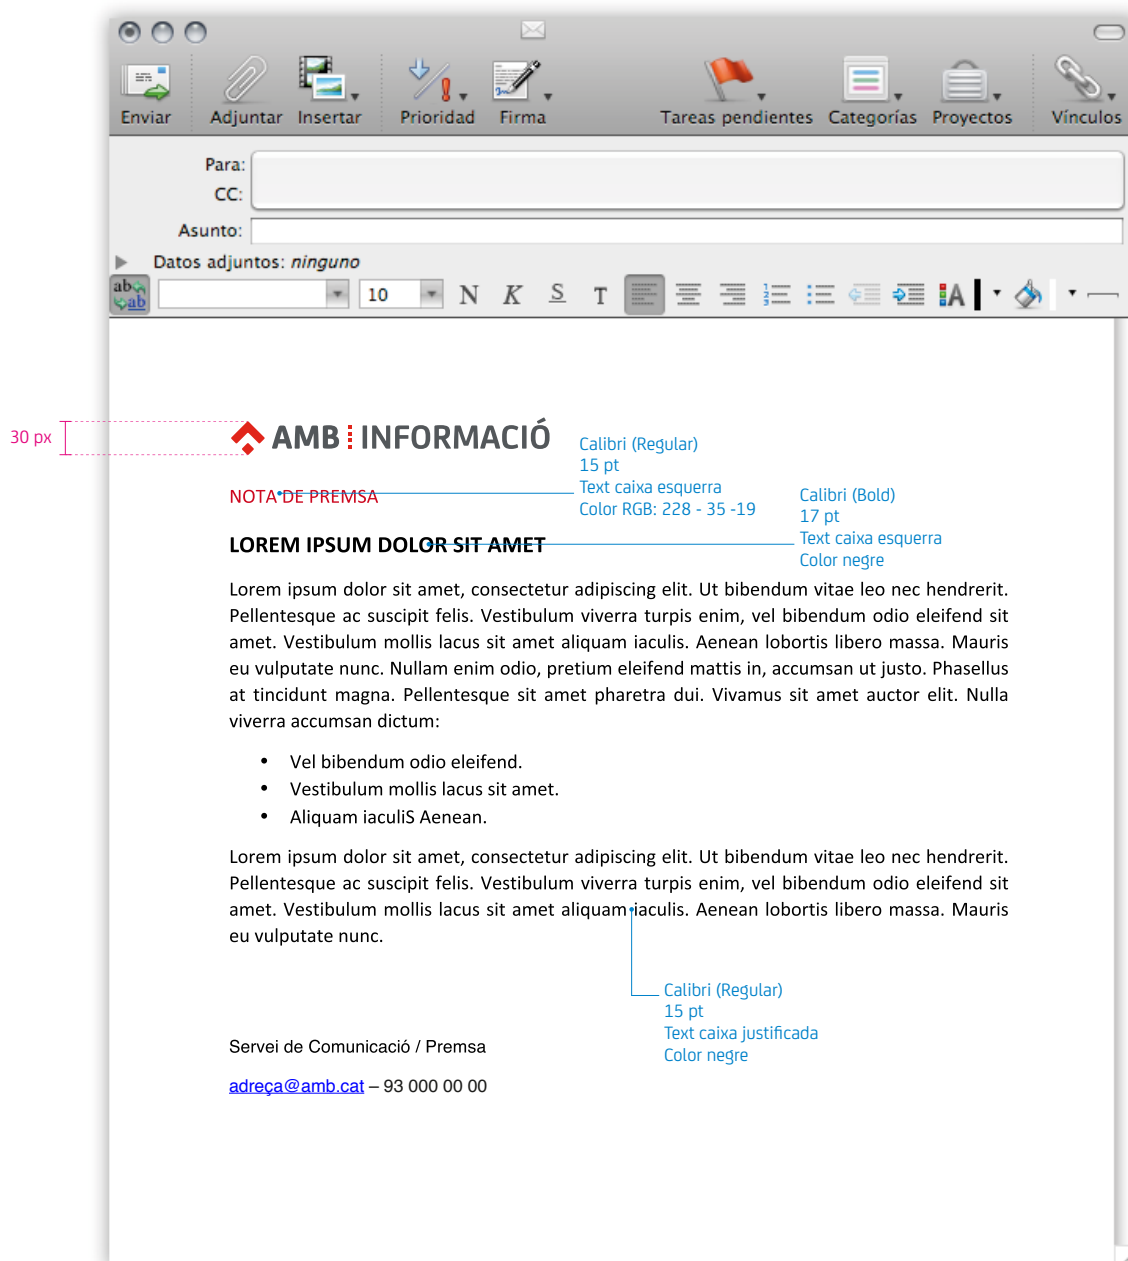 Enviar Adjuntar Insertar Prioridad Firma Tareas pendientes Categorías Proyectos Vínculos
Para:
CC:
Asunto:
Datos adjuntos: ninguno
abc ab 10 N K S T A
30 px
AMB INFORMACIÓ
Calibri (Regular)
15 pt
Text caixa esquerra
Color RGB: 228 - 35 -19
NOTA DE PREMSA
Calibri (Bold)
17 pt
Text caixa esquerra
Color negre
LOREM IPSUM DOLOR SIT AMET
Lorem ipsum dolor sit amet, consectetur adipiscing elit. Ut bibendum vitae leo nec hendrerit.
Pellentesque ac suscipit felis. Vestibulum viverra turpis enim, vel bibendum odio eleifend sit
amet. Vestibulum mollis lacus sit amet aliquam iaculis. Aenean lobortis libero massa. Mauris
eu vulputate nunc. Nullam enim odio, pretium eleifend mattis in, accumsan ut justo. Phasellus
at tincidunt magna. Pellentesque sit amet pharetra dui. Vivamus sit amet auctor elit. Nulla
viverra accumsan dictum:
• Vel bibendum odio eleifend.
• Vestibulum mollis lacus sit amet.
• Aliquam iaculiS Aenean.
Lorem ipsum dolor sit amet, consectetur adipiscing elit. Ut bibendum vitae leo nec hendrerit.
Pellentesque ac suscipit felis. Vestibulum viverra turpis enim, vel bibendum odio eleifend sit
amet. Vestibulum mollis lacus sit amet aliquam iaculis. Aenean lobortis libero massa. Mauris
eu vulputate nunc.
Calibri (Regular)
15 pt
Text caixa justificada
Color negre
Servei de Comunicació / Premsa
adreça@amb.cat – 93 000 00 00